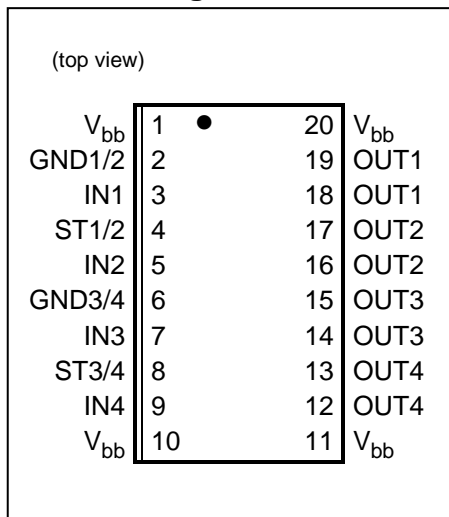 (top view)
Vbb 1 20 Vbb
GND1/2 2 19 OUT1
IN1 3 18 OUT1
ST1/2 4 17 OUT2
IN2 5 16 OUT2
GND3/4 6 15 OUT3
IN3 7 14 OUT3
ST3/4 8 13 OUT4
IN4 9 12 OUT4
Vbb 10 11 Vbb